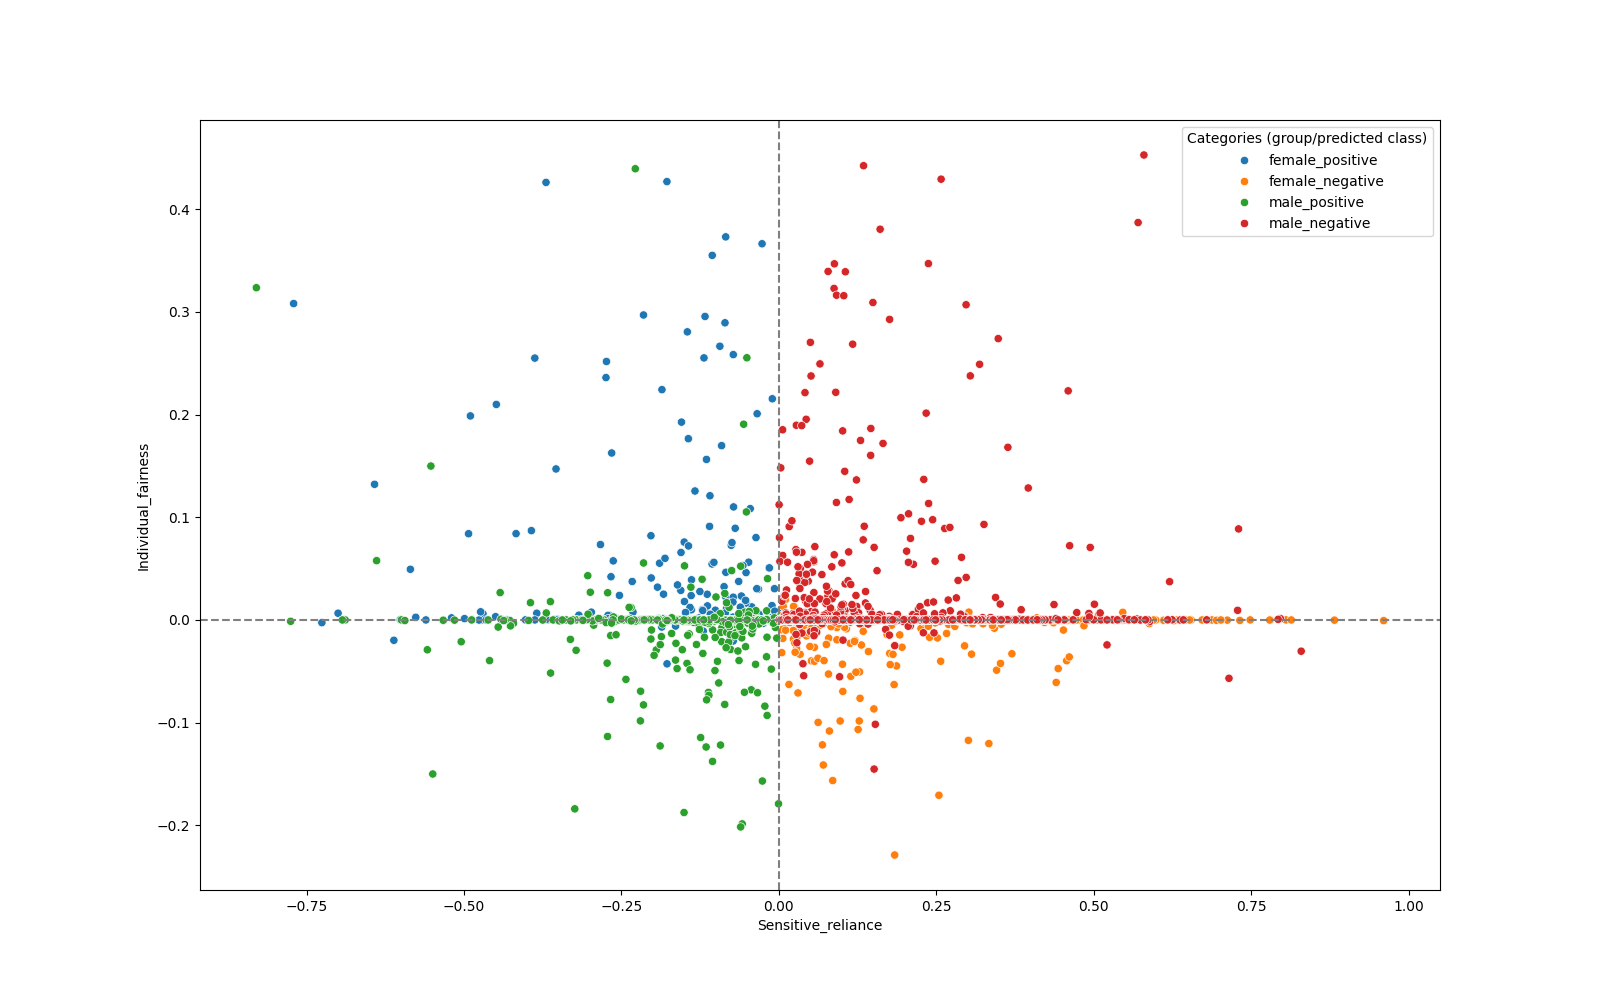 Categories (group/predicted class)
female_positive
female_negative
male_positive
male_negative
0.4
0.3
0.2
0.1
0.0
−0.1
−0.2
Individual_fairness
−0.75
−0.50
−0.25
0.00
0.25
0.50
0.75
1.00
Sensitive_reliance